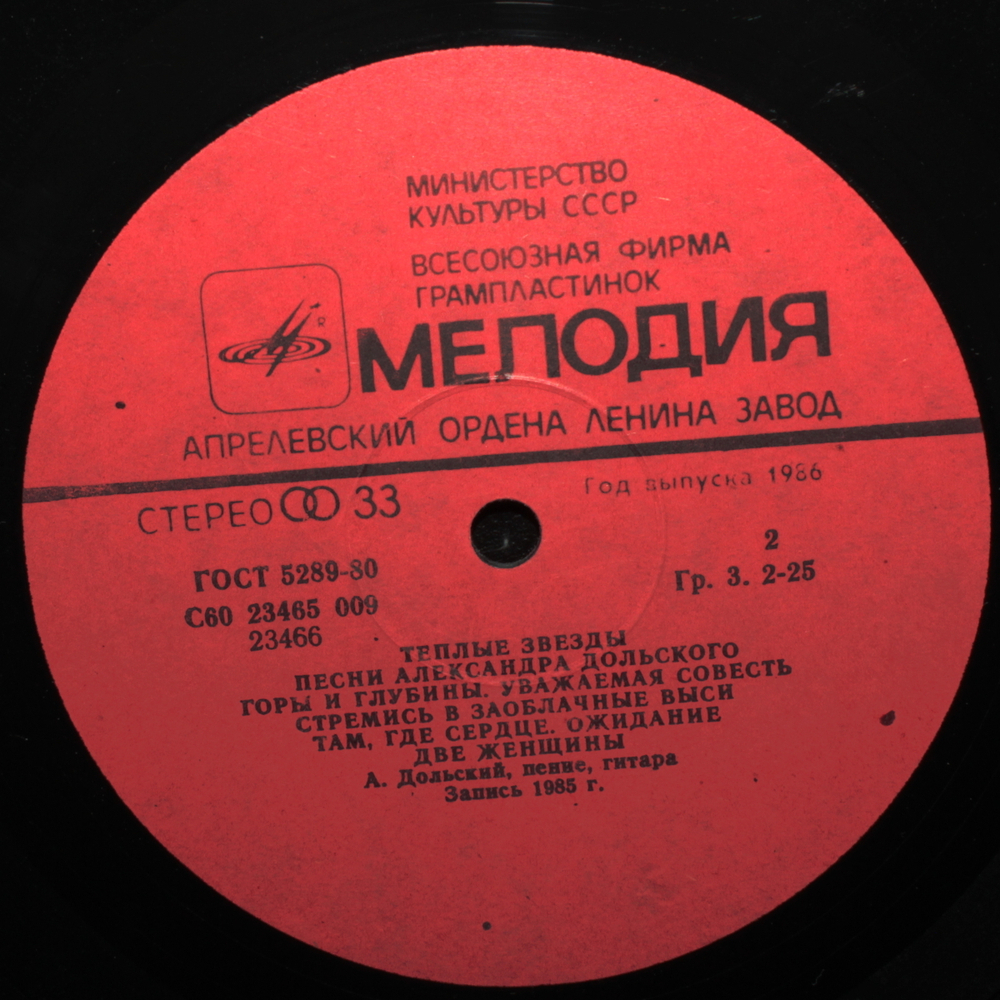 МИНИСТЕРСТВО
КУЛЬТУРЫ СССР
ВСЕСОЮЗНАЯ ФИРМА
ГРАМПЛАСТИНОК
®
МЕЛОДИЯ
АПРЕЛЕВСКИЙ ОРДЕНА ЛЕНИНА ЗАВОД
СТЕРЕО 33
Год выпуска 1986
ГОСТ 5289-80
2
С60 23465 009
Гр. 3. 2-25
23466
ТЕПЛЫЕ ЗВЕЗДЫ
ПЕСНИ АЛЕКСАНДРА ДОЛЬСКОГО
ГОРЫ И ГЛУБИНЫ. УВАЖАЕМАЯ СОВЕСТЬ
СТРЕМИСЬ В ЗАОБЛАЧНЫЕ ВЫСИ
ТАМ, ГДЕ СЕРДЦЕ. ОЖИДАНИЕ
ДВЕ ЖЕНЩИНЫ
А. Дольский, пение, гитара
Запись 1985 г.